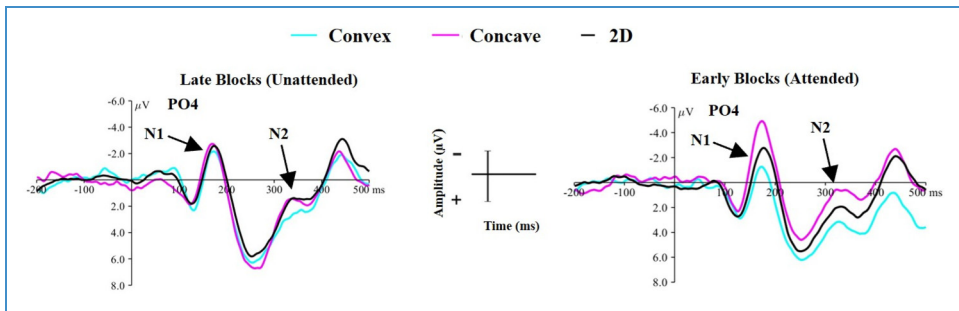 Convex Concave 2D
Late Blocks (Unattended)
-6.0
μV PO4
-4.0
N1
N2
-2.0
-200 -100 100 200 300 400 500 ms
2.0
4.0
6.0
8.0
Amplitude (μV)
-
+
Time (ms)
Early Blocks (Attended)
-6.0
μV PO4
-4.0
N1
N2
-2.0
-200 -100 100 200 300 400 500 ms
2.0
4.0
6.0
8.0